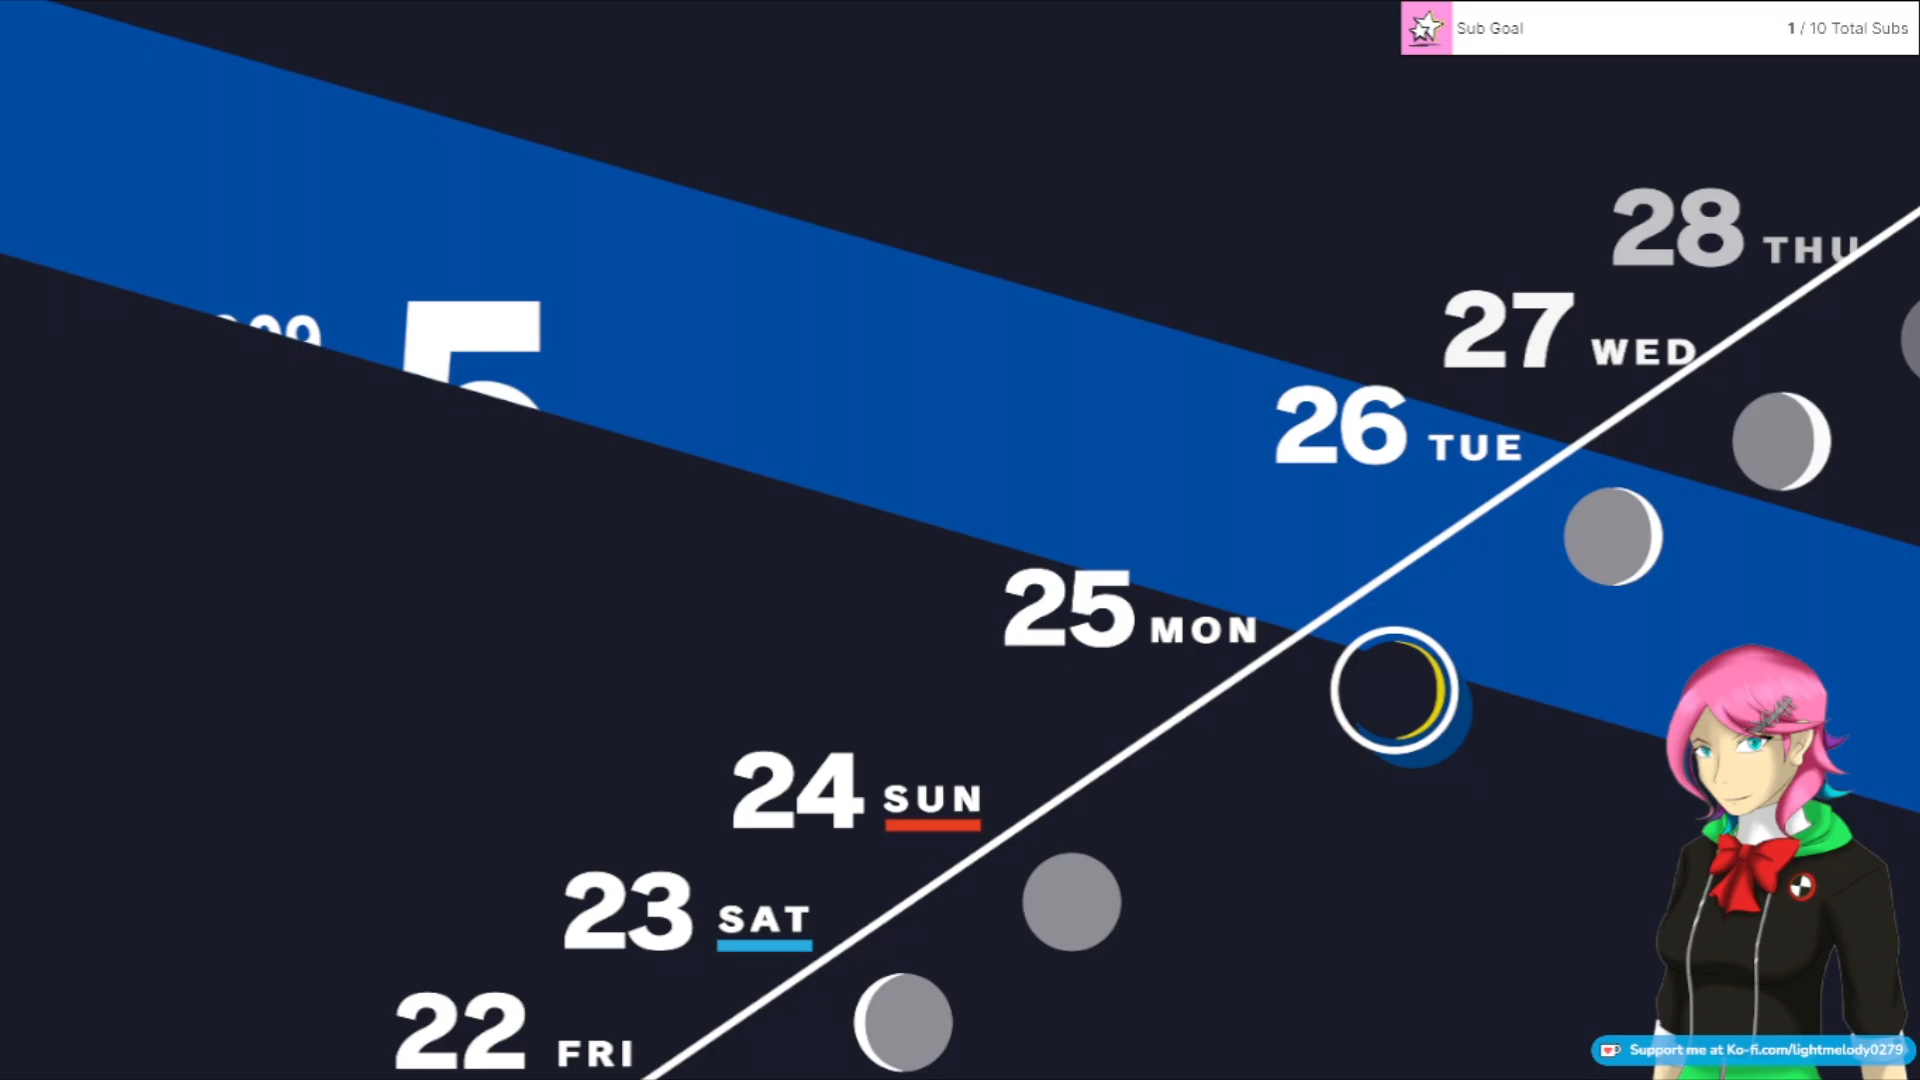 Sub Goal
1 / 10 Total Subs
28 THU
27 WED
5
26 TUE
25 MON
24 SUN
23 SAT
22 FRI
Support me at Ko-fi.com/lightmelody0279